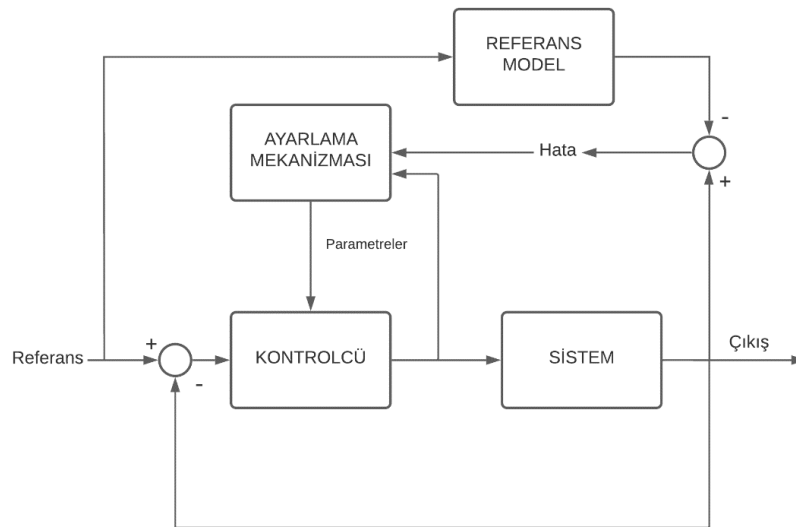 REFERANS
MODEL
-
AYARLAMA
MEKANİZMASI
Hata
+
Parametreler
Referans
+
-
KONTROLCÜ
SİSTEM
Çıkış